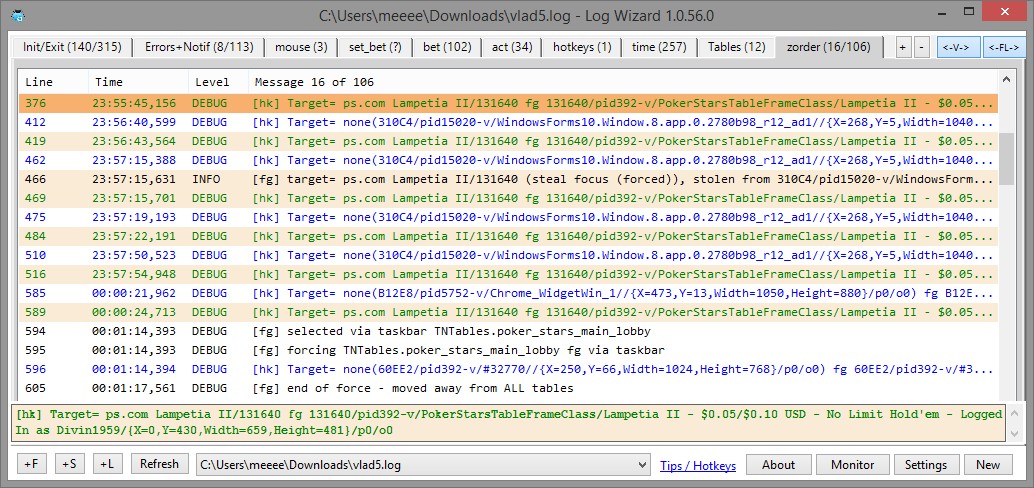 C:\Users\meeee\Downloads\vlad5.log - Log Wizard 1.0.56.0
Init/Exit (140/315) Errors+Notif (8/113) mouse (3) set_bet (?) bet (102) act (34) hotkeys (1) time (257) Tables (12) zorder (16/106) + - <-V-> <-FL->
Line Time Level Message 16 of 106
376 23:55:45,156 DEBUG [hk] Target= ps.com Lampetia II/131640 fg 131640/pid392-v/PokerStarsTableFrameClass/Lampetia II - $0.05...
412 23:56:40,599 DEBUG [hk] Target= none(310C4/pid15020-v/WindowsForms10.Window.8.app.0.2780b98_r12_ad1//{X=268,Y=5,Width=1040...
419 23:56:43,564 DEBUG [hk] Target= ps.com Lampetia II/131640 fg 131640/pid392-v/PokerStarsTableFrameClass/Lampetia II - $0.05...
462 23:57:15,388 DEBUG [hk] Target= none(310C4/pid15020-v/WindowsForms10.Window.8.app.0.2780b98_r12_ad1//{X=268,Y=5,Width=1040...
466 23:57:15,631 INFO [fg] target= ps.com Lampetia II/131640 (steal focus (forced)), stolen from 310C4/pid15020-v/WindowsForm...
469 23:57:15,701 DEBUG [hk] Target= ps.com Lampetia II/131640 fg 131640/pid392-v/PokerStarsTableFrameClass/Lampetia II - $0.05...
475 23:57:19,193 DEBUG [hk] Target= none(310C4/pid15020-v/WindowsForms10.Window.8.app.0.2780b98_r12_ad1//{X=268,Y=5,Width=1040...
484 23:57:22,191 DEBUG [hk] Target= ps.com Lampetia II/131640 fg 131640/pid392-v/PokerStarsTableFrameClass/Lampetia II - $0.05...
510 23:57:50,523 DEBUG [hk] Target= none(310C4/pid15020-v/WindowsForms10.Window.8.app.0.2780b98_r12_ad1//{X=268,Y=5,Width=1040...
516 23:57:54,948 DEBUG [hk] Target= ps.com Lampetia II/131640 fg 131640/pid392-v/PokerStarsTableFrameClass/Lampetia II - $0.05...
585 00:00:21,962 DEBUG [hk] Target= none(B12E8/pid5752-v/Chrome_WidgetWin_1//{X=473,Y=13,Width=1050,Height=880}/p0/o0) fg B12E...
589 00:00:24,713 DEBUG [hk] Target= ps.com Lampetia II/131640 fg 131640/pid392-v/PokerStarsTableFrameClass/Lampetia II - $0.05...
594 00:01:14,393 DEBUG [fg] selected via taskbar TNTables.poker_stars_main_lobby
595 00:01:14,393 DEBUG [fg] forcing TNTables.poker_stars_main_lobby fg via taskbar
596 00:01:14,394 DEBUG [hk] Target= none(60EE2/pid392-v/#32770//{X=250,Y=66,Width=1024,Height=768}/p0/o0) fg 60EE2/pid392-v/#3...
605 00:01:17,561 DEBUG [fg] end of force - moved away from ALL tables
[hk] Target= ps.com Lampetia II/131640 fg 131640/pid392-v/PokerStarsTableFrameClass/Lampetia II - $0.05/$0.10 USD - No Limit Hold'em - Logged
In as Divin1959/{X=0,Y=430,Width=659,Height=481}/p0/o0
+F +S +L Refresh C:\Users\meeee\Downloads\vlad5.log Tips / Hotkeys About Monitor Settings New